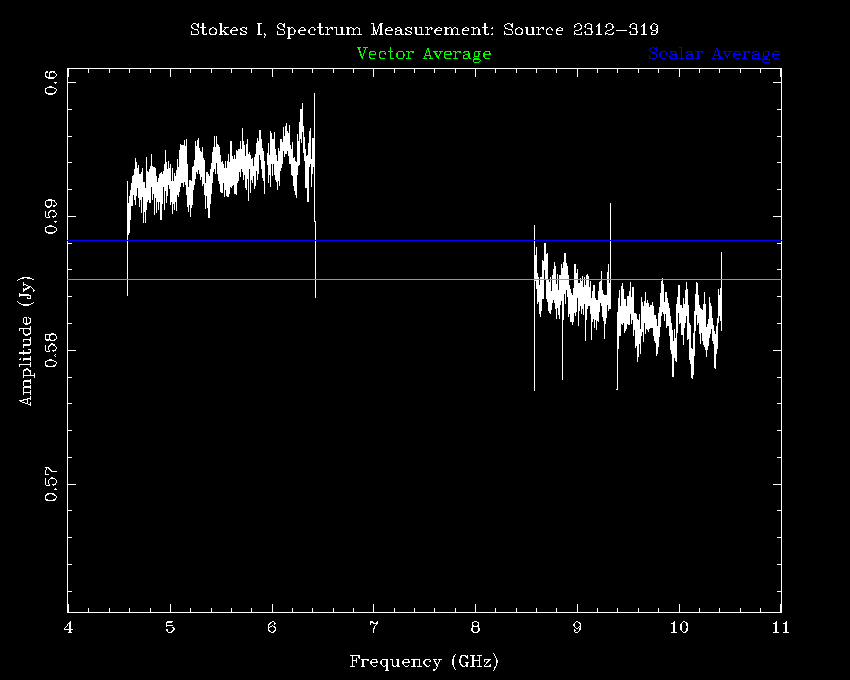 Stokes I, Spectrum Measurement: Source 2312−319
Vector Average Scalar Average
0.6
0.59
0.58
0.57
Amplitude (Jy)
4 5 6 7 8 9 10 11
Frequency (GHz)